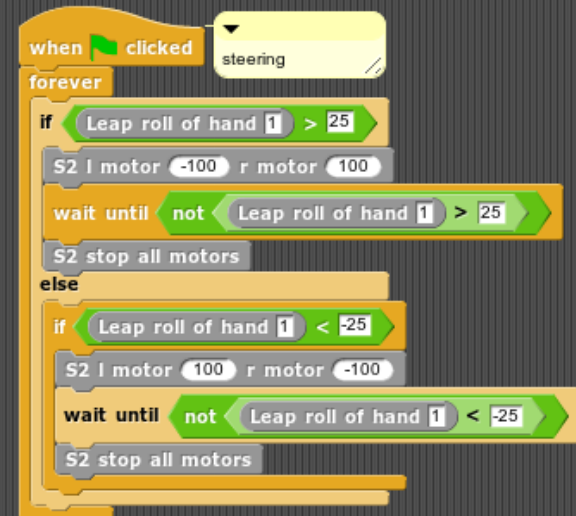 when clicked
steering
forever
if Leap roll of hand 1 > 25
S2 l motor -100 r motor 100
wait until not Leap roll of hand 1 > 25
S2 stop all motors
else
if Leap roll of hand 1 < -25
S2 l motor 100 r motor -100
wait until not Leap roll of hand 1 < -25
S2 stop all motors